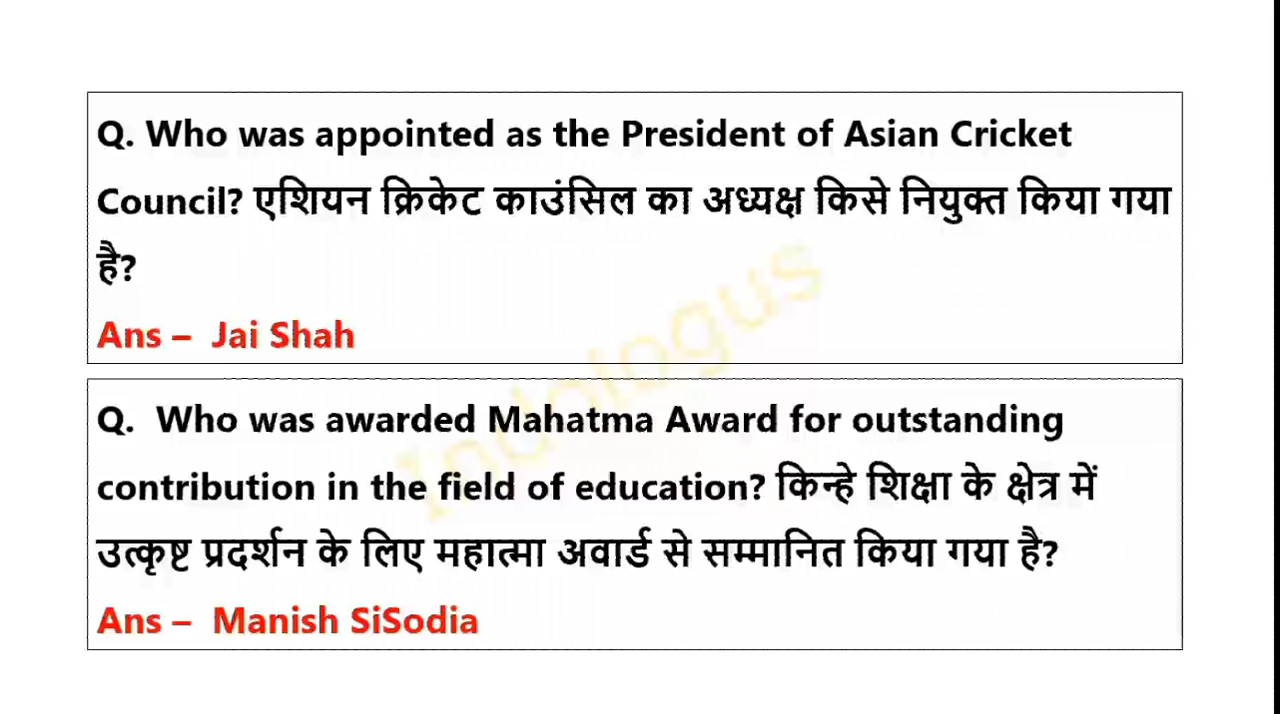 Q. Who was appointed as the President of Asian Cricket
Council? एशियन क्रिकेट काउंसिल का अध्यक्ष किसे नियुक्त किया गया
है?
Ans – Jai Shah
Q. Who was awarded Mahatma Award for outstanding
contribution in the field of education? किन्हे शिक्षा के क्षेत्र में
उत्कृष्ट प्रदर्शन के लिए महात्मा अवार्ड से सम्मानित किया गया है?
Ans – Manish SiSodia
Indologus